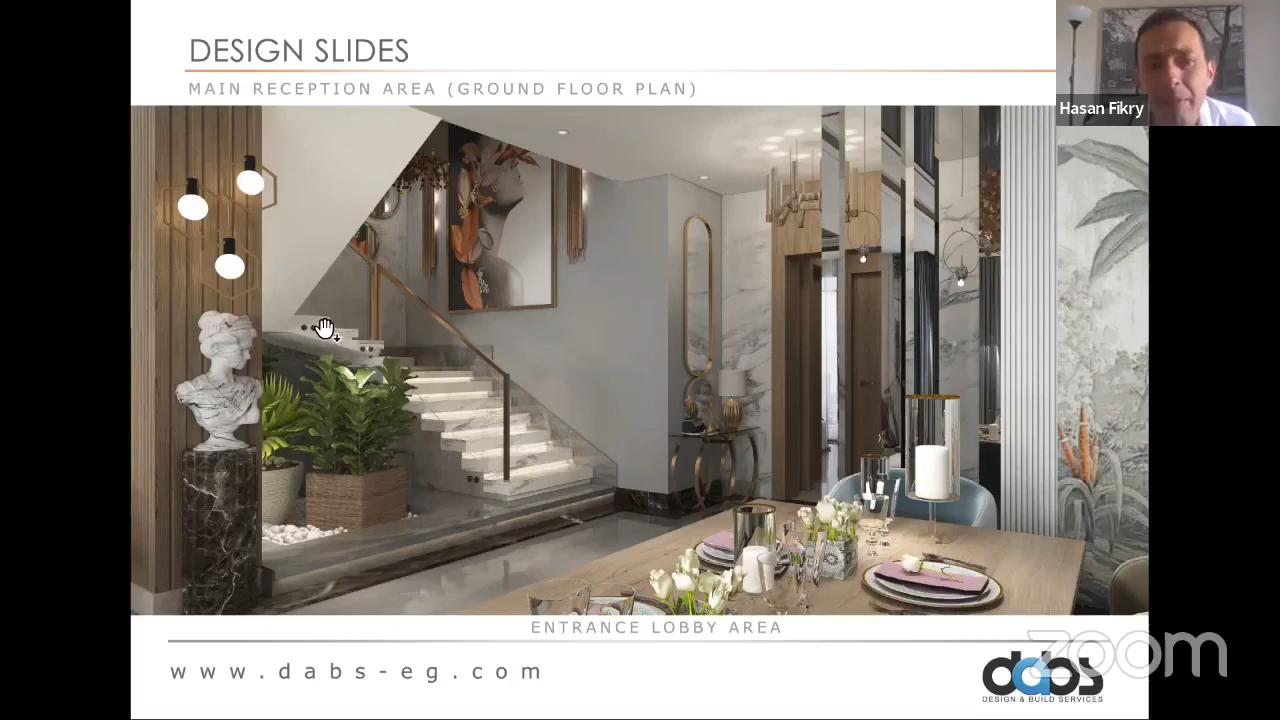 DESIGN SLIDES
MAIN RECEPTION AREA (GROUND FLOOR PLAN)
Hasan Fikry
ENTRANCE LOBBY AREA
www.dabs-eg.com
zoom
dabs
DESIGN & BUILD SERVICES